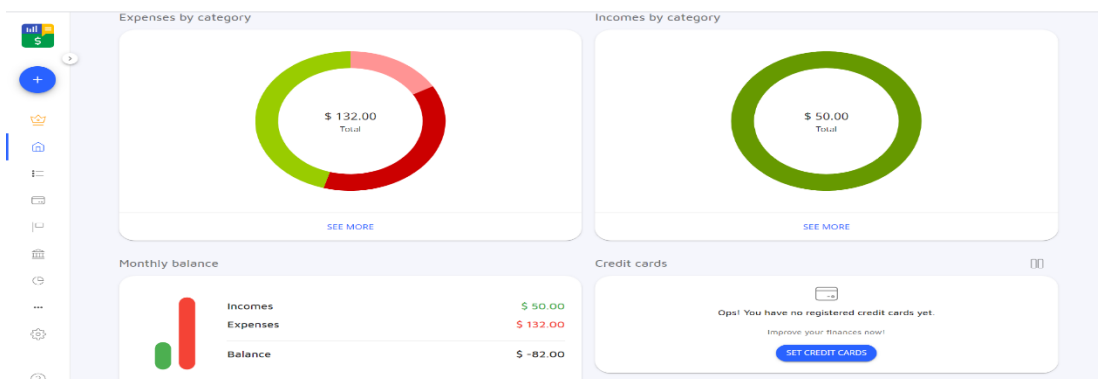 Expenses by category
Incomes by category
$
$ 132.00
Total
$ 50.00
Total
SEE MORE
SEE MORE
Monthly balance
Credit cards
Incomes $ 50.00
Expenses $ 132.00
Balance $ -82.00
Ops! You have no registered credit cards yet.
Improve your finances now!
SET CREDIT CARDS